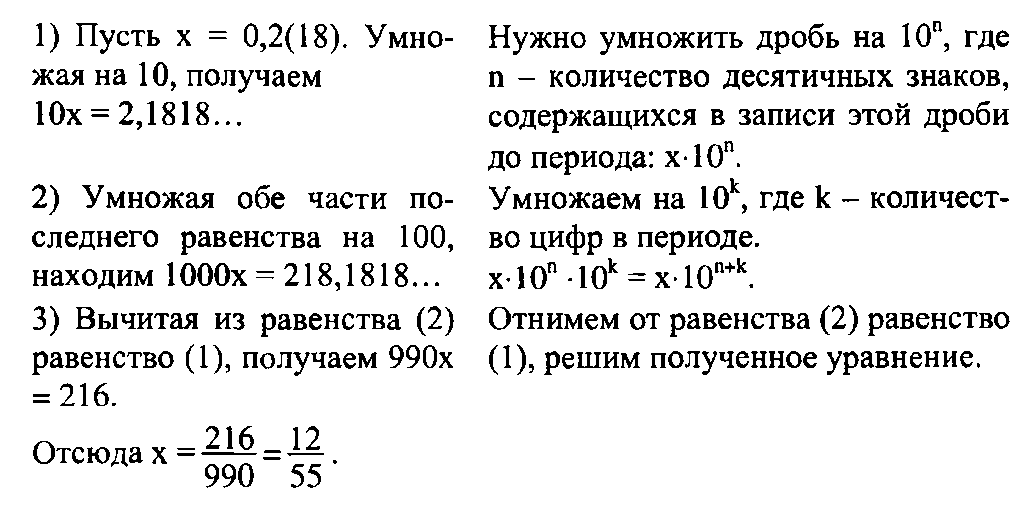 1) Пусть x = 0,2(18). Умно-
жая на 10, получаем
10x = 2,1818...
Нужно умножить дробь на 10ⁿ, где
n – количество десятичных знаков,
содержащихся в записи этой дроби
до периода: x·10ⁿ.
2) Умножая обе части по-
следнего равенства на 100,
находим 1000x = 218,1818...
Умножаем на 10ᵏ, где k – количест-
во цифр в периоде.
x·10ⁿ ·10ᵏ = x·10ⁿ⁺ᵏ.
3) Вычитая из равенства (2)
равенство (1), получаем 990x
= 216.
Отнимем от равенства (2) равенство
(1), решим полученное уравнение.
Отсюда x = 216/990 = 12/55 .